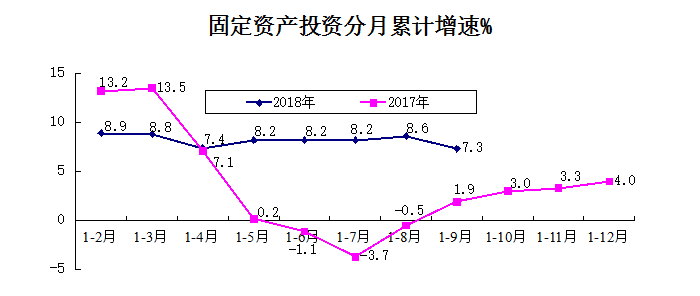 固定资产投资分月累计增速%
15
10
5
0
-5
2018年
2017年
13.2
13.5
8.9
8.8
7.4
7.1
8.2
8.2
8.2
8.6
7.3
0.2
-1.1
-3.7
-0.5
1.9
3.0
3.3
4.0
1-2月
1-3月
1-4月
1-5月
1-6月
1-7月
1-8月
1-9月
1-10月
1-11月
1-12月